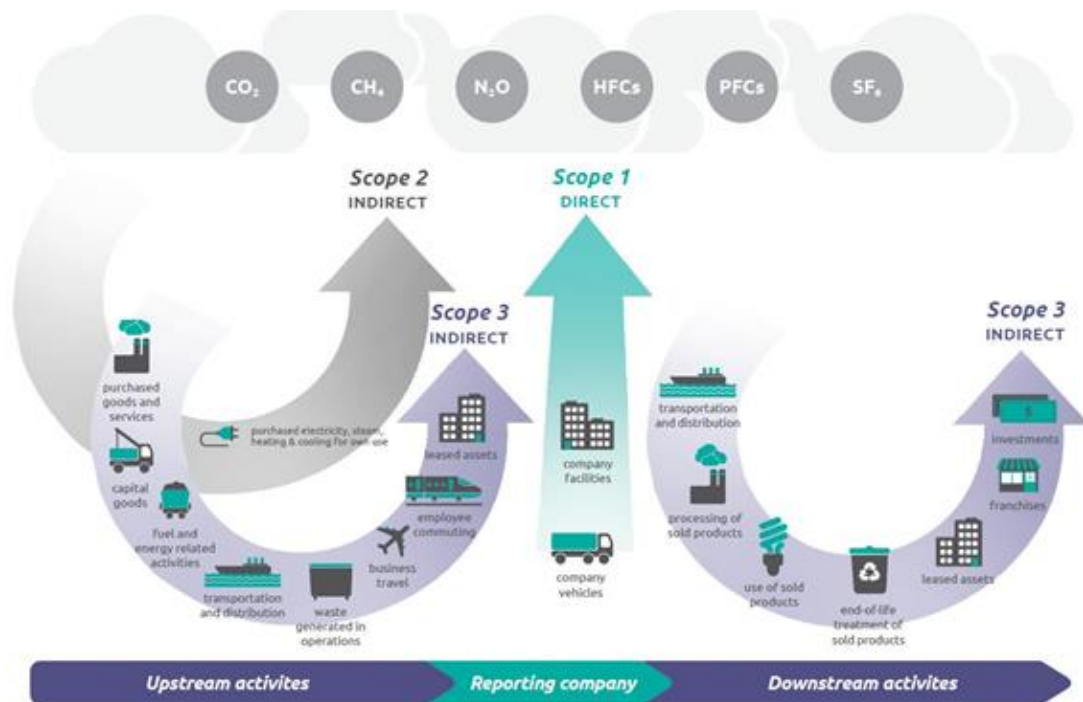 CO₂
CH₄
N₂O
HFCs
PFCs
SF₆
Scope 2
INDIRECT
Scope 1
DIRECT
Scope 3
INDIRECT
Scope 3
INDIRECT
purchased
goods and
services
capital
goods
fuel and
energy related
activities
purchased electricity, steam,
heating & cooling for own use
transportation
and distribution
waste
generated in
operations
business
travel
employee
commuting
leased assets
company
facilities
company
vehicles
transportation
and distribution
processing of
sold products
use of sold
products
end-of-life
treatment of
sold products
leased assets
franchises
$
investments
Upstream activites
Reporting company
Downstream activites